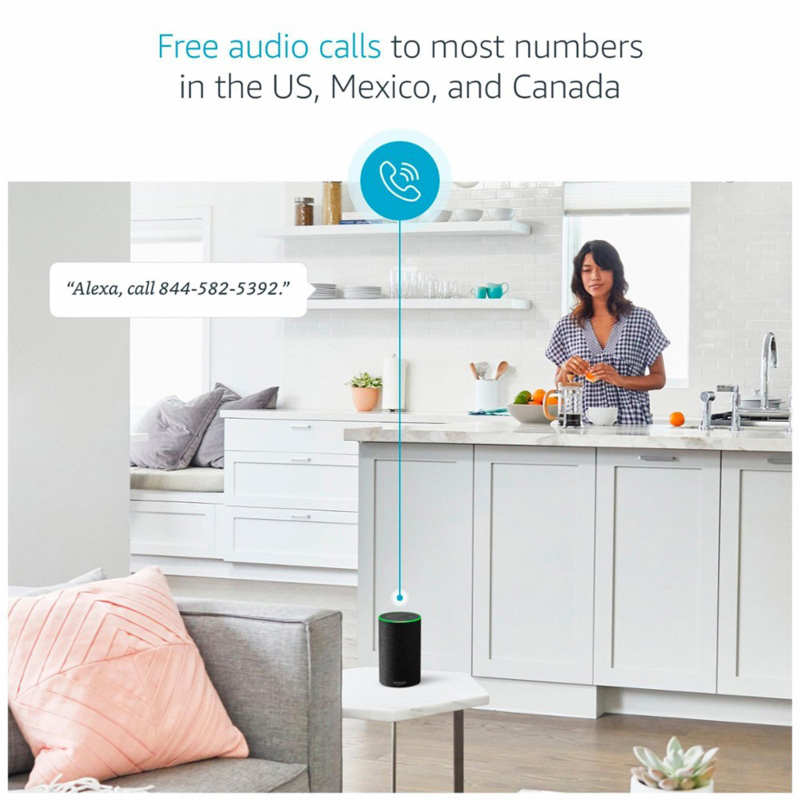 Free audio calls to most numbers
in the US, Mexico, and Canada
“Alexa, call 844-582-5392.”